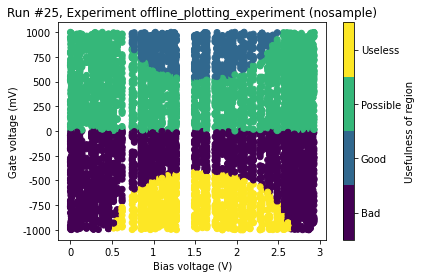 Run #25, Experiment offline_plotting_experiment (nosample)
1000
750
500
250
0
-250
-500
-750
-1000
Gate voltage (mV)
0
0.5
1
1.5
2
2.5
3
Bias voltage (V)
Useless
Possible
Good
Bad
Usefulness of region